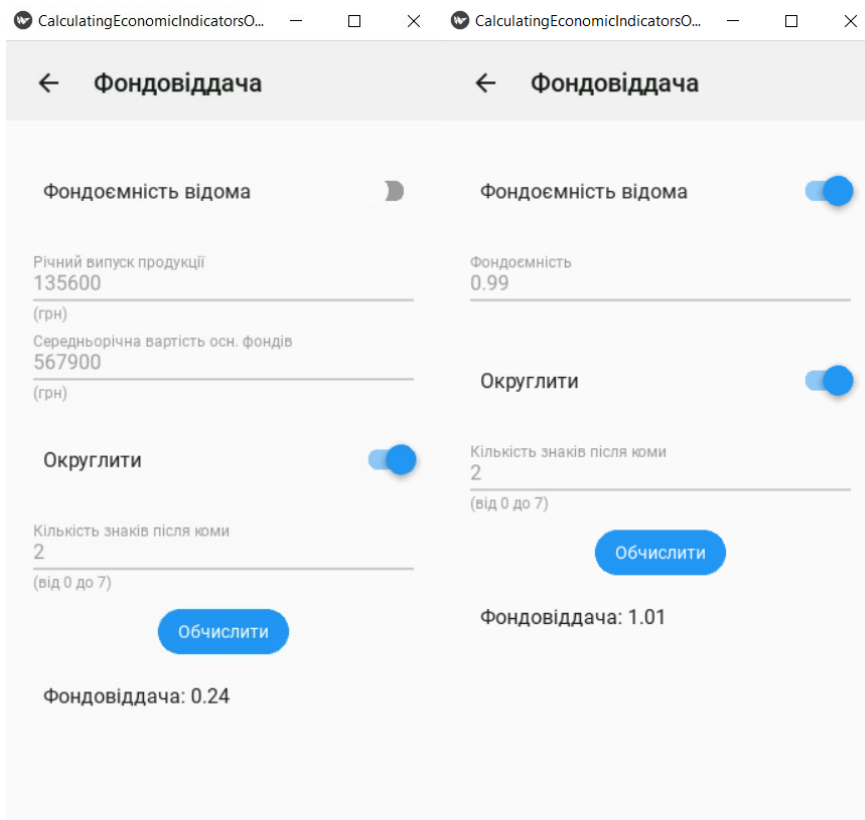 CalculatingEconomicIndicatorsO...
Фондовіддача
Фондоємність відома
Річний випуск продукції
135600
(грн)
Середньорічна вартість осн. фондів
567900
(грн)
Округлити
Кількість знаків після коми
2
(від 0 до 7)
Обчислити
Фондовіддача: 0.24
CalculatingEconomicIndicatorsO...
Фондовіддача
Фондоємність відома
Фондоємність
0.99
Округлити
Кількість знаків після коми
2
(від 0 до 7)
Обчислити
Фондовіддача: 1.01